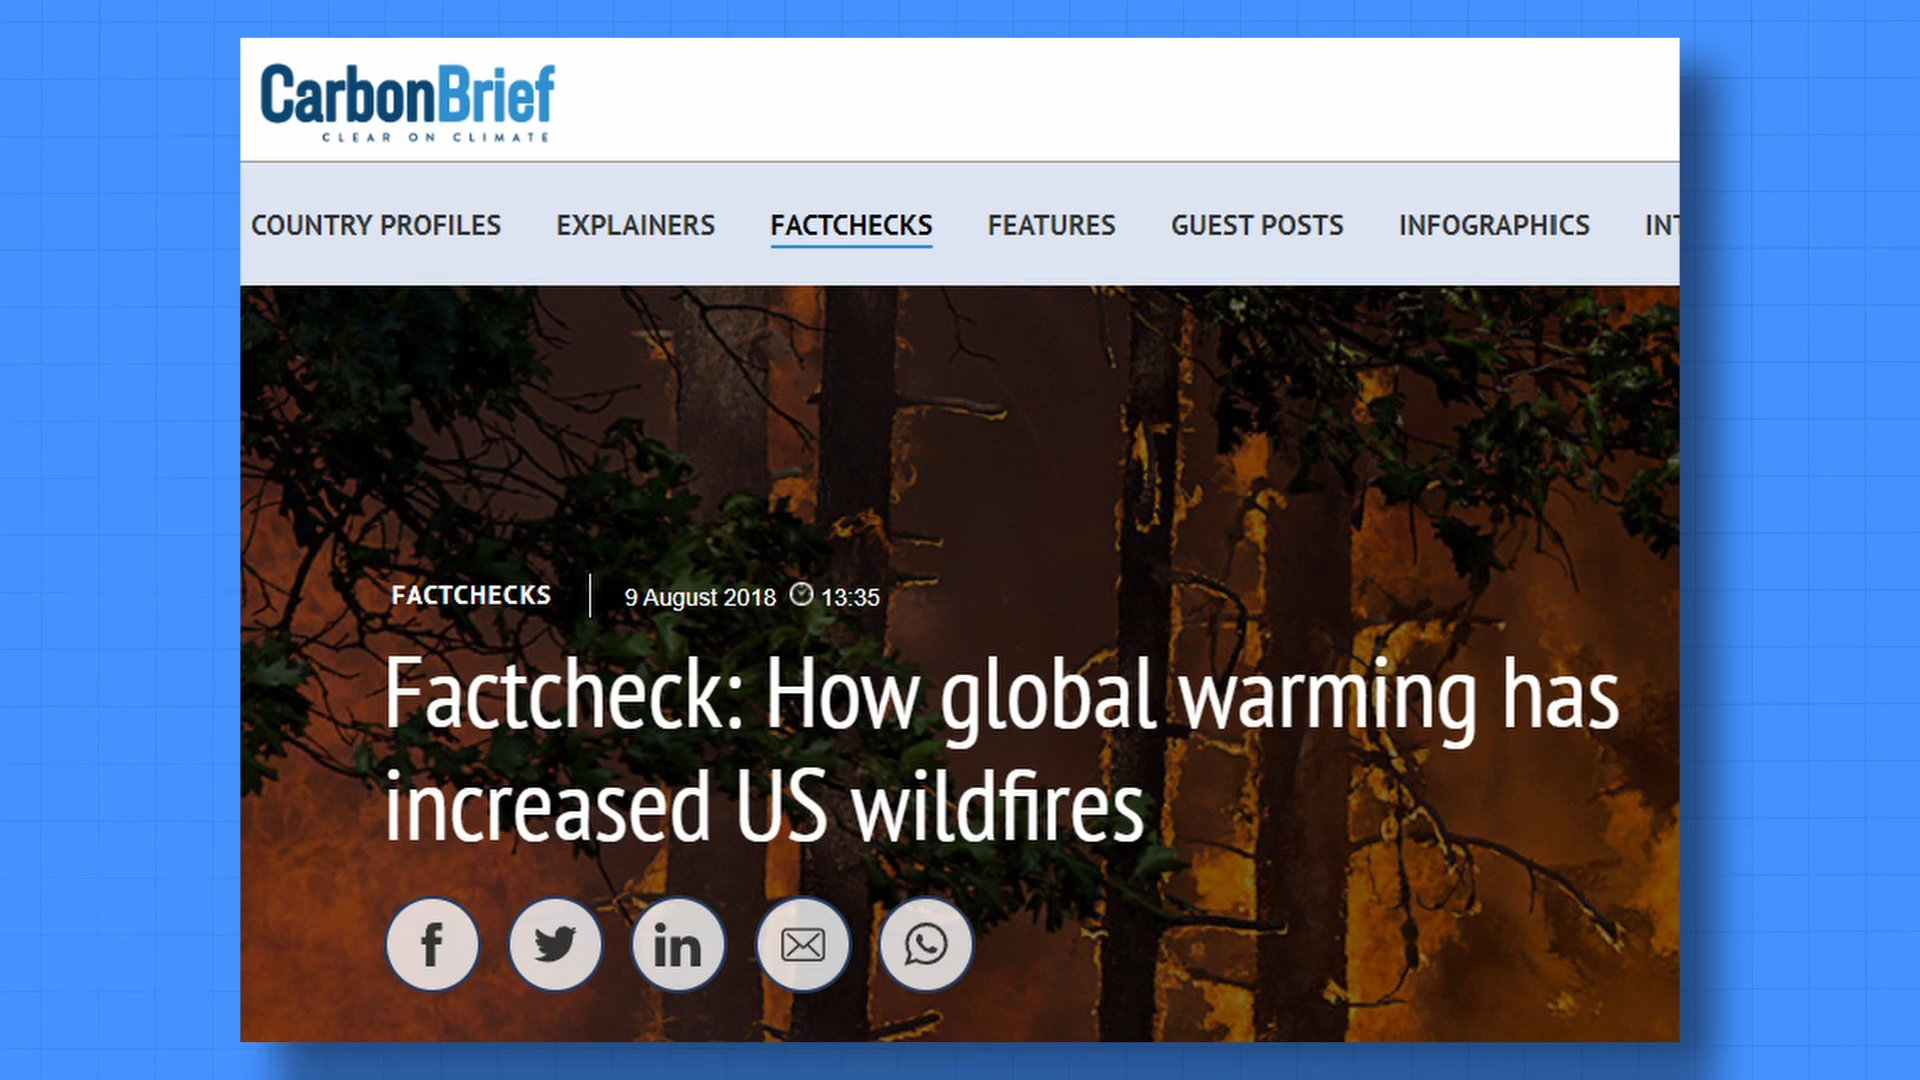 CarbonBrief
CLEAR ON CLIMATE
COUNTRY PROFILES EXPLAINERS FACTCHECKS FEATURES GUEST POSTS INFOGRAPHICS INT
FACTCHECKS 9 August 2018 13:35
Factcheck: How global warming has
increased US wildfires